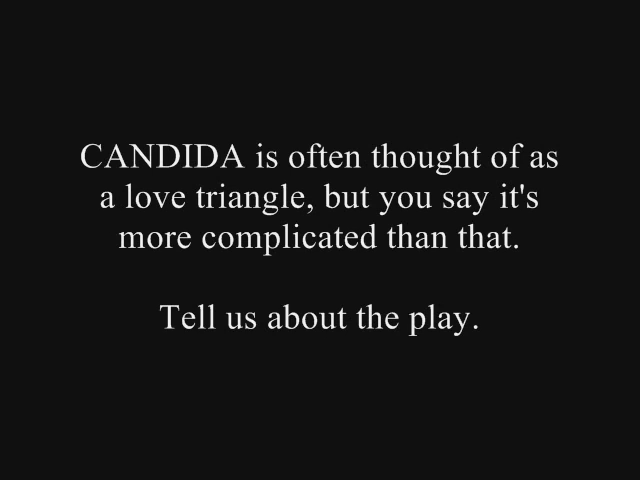 CANDIDA is often thought of as
a love triangle, but you say it's
more complicated than that.
Tell us about the play.